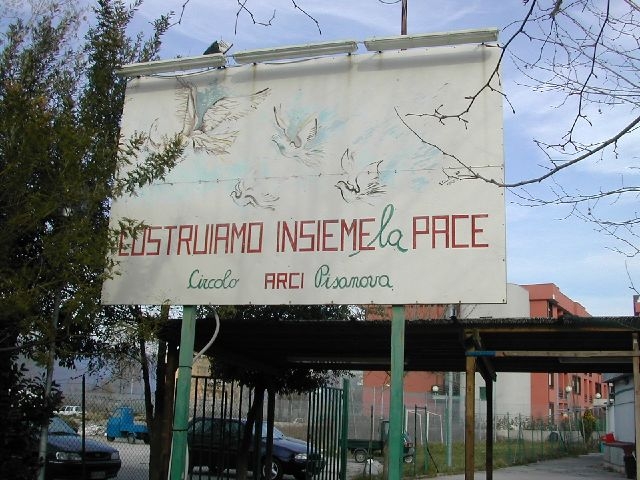 COSTRUIAMO INSIEME la PACE
Circolo ARCI Pisanova